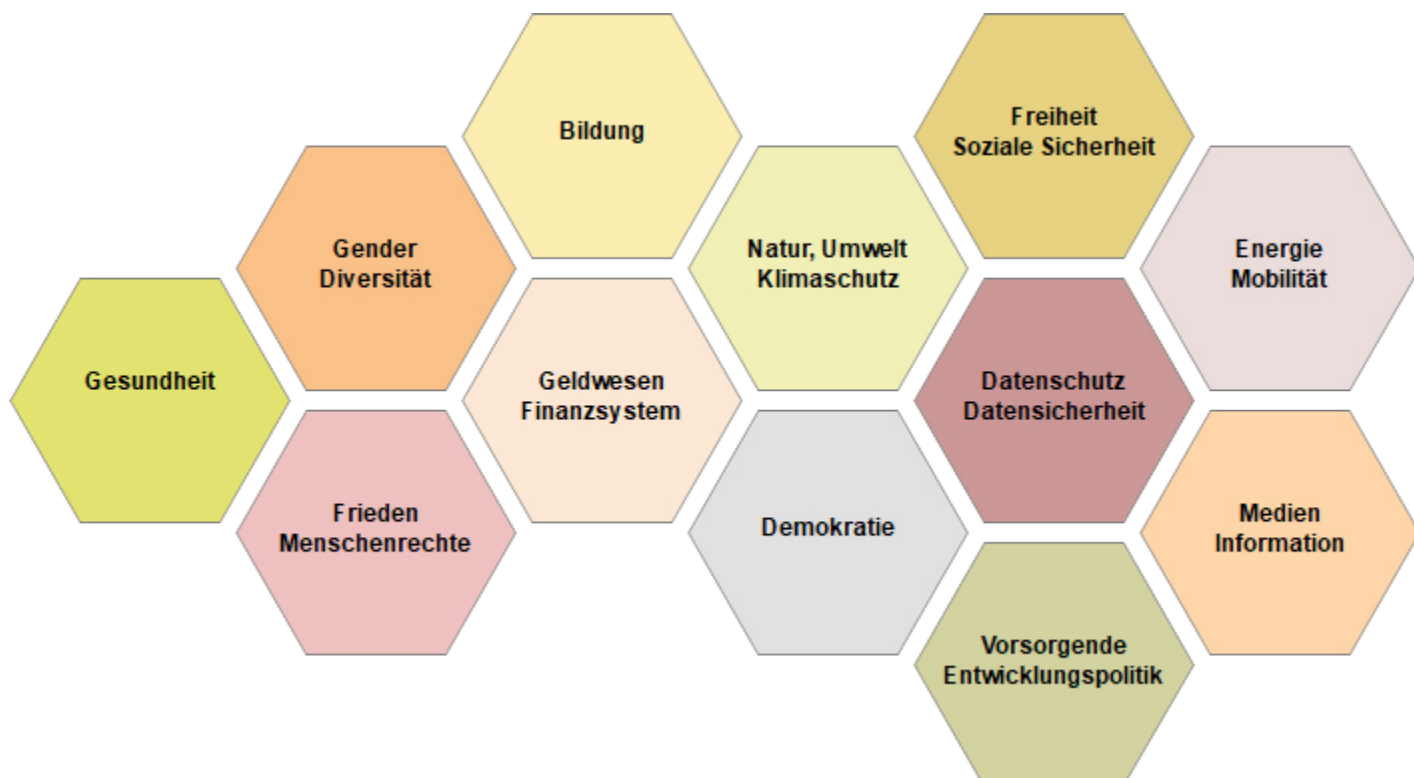 Bildung
Freiheit
Soziale Sicherheit
Gender
Diversität
Natur, Umwelt
Klimaschutz
Energie
Mobilität
Gesundheit
Geldwesen
Finanzsystem
Datenschutz
Datensicherheit
Frieden
Menschenrechte
Demokratie
Medien
Information
Vorsorgende
Entwicklungspolitik